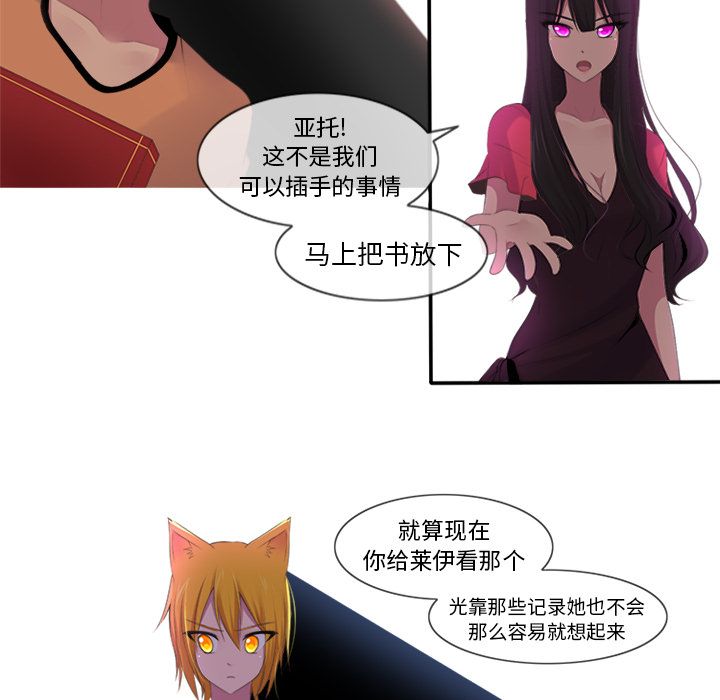 亚托!
这不是我们
可以插手的事情
马上把书放下
就算现在
你给莱伊看那个
光靠那些记录她也不会
那么容易就想起来